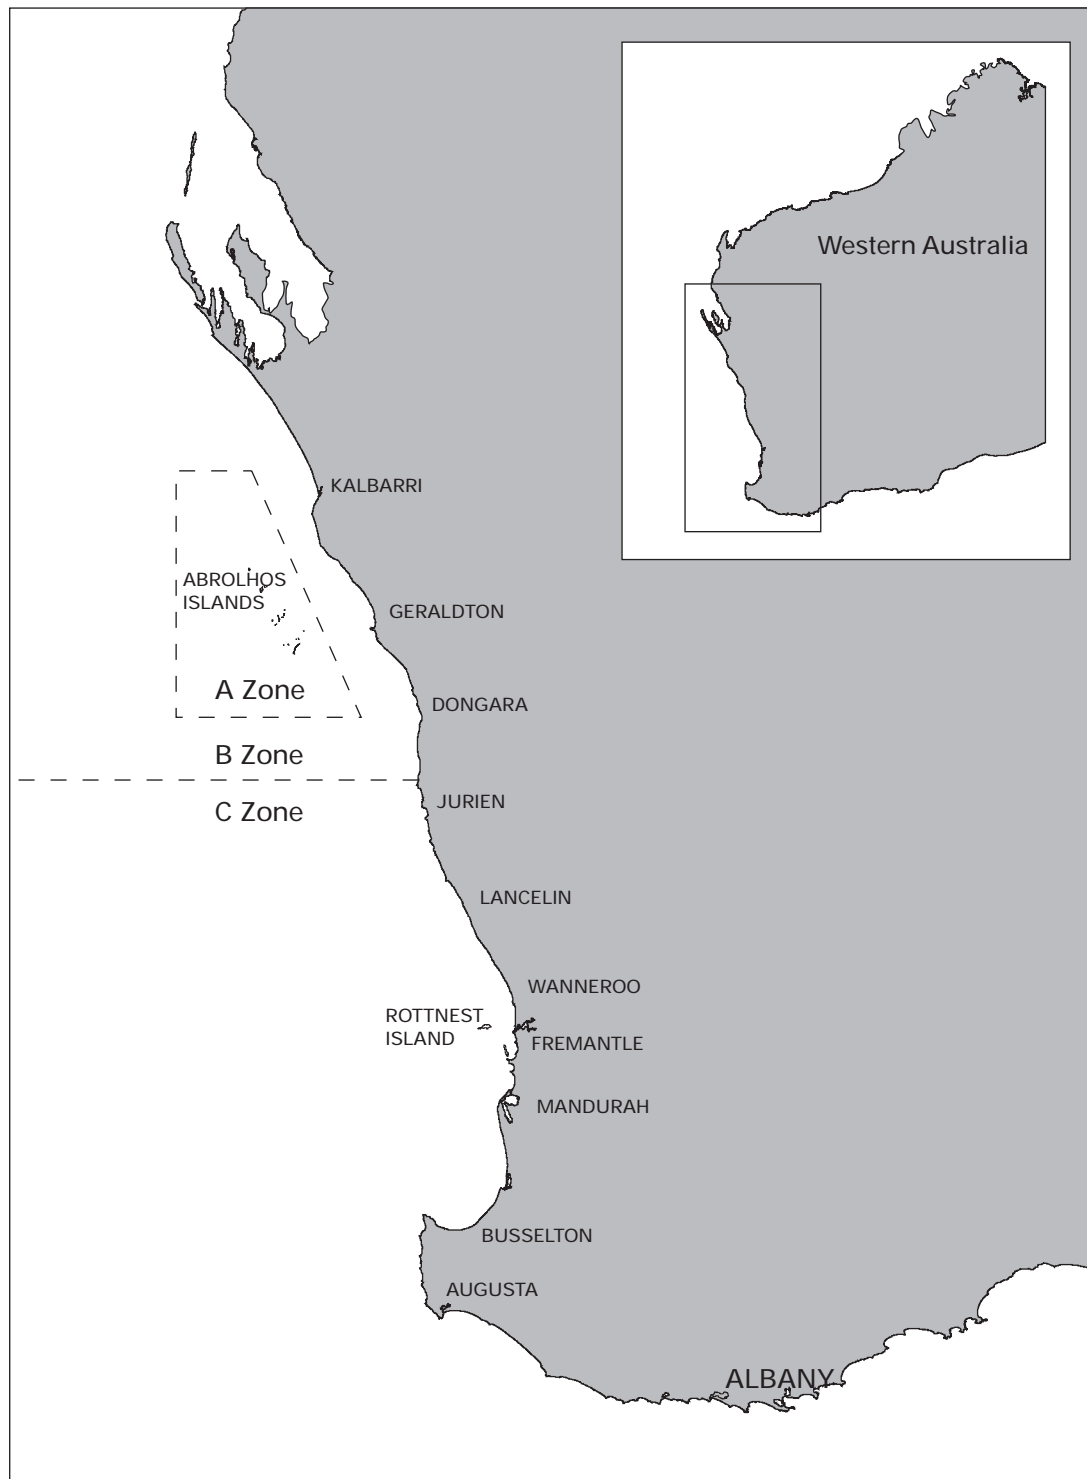 Western Australia
KALBARRI
ABROLHOS
ISLANDS
GERALDTON
A Zone
DONGARA
B Zone
JURIEN
C Zone
LANCELIN
WANNEROO
ROTTNEST
ISLAND
FREMANTLE
MANDURAH
BUSSELTON
AUGUSTA
ALBANY